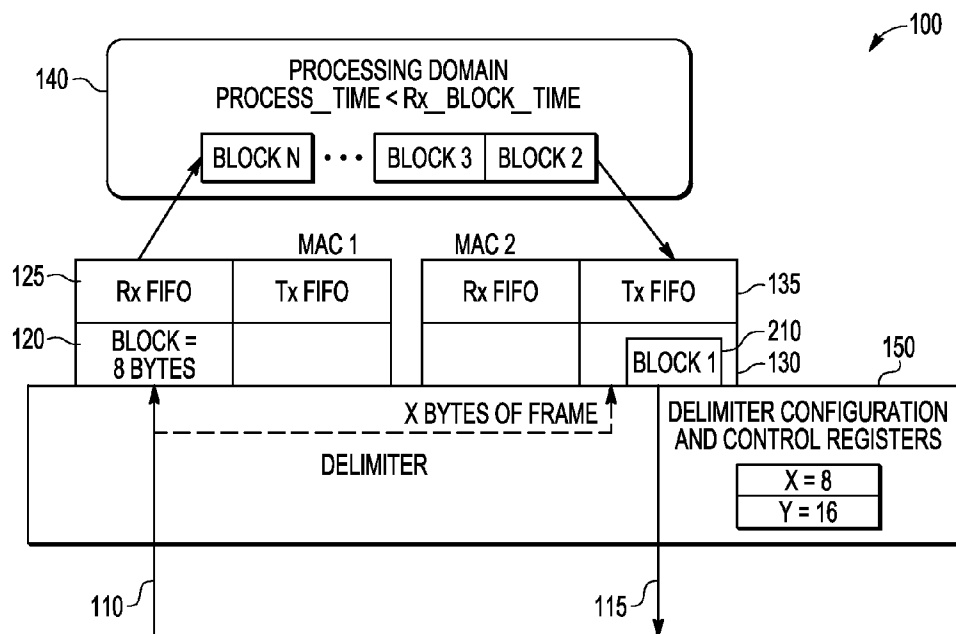 100
140
PROCESSING DOMAIN
PROCESS_TIME < Rx_BLOCK_TIME
BLOCK N ••• BLOCK 3 BLOCK 2
MAC 1 MAC 2
125 Rx FIFO Tx FIFO Rx FIFO Tx FIFO 135
120 BLOCK =
8 BYTES
210
BLOCK 1 130
150
X BYTES OF FRAME
DELIMITER
DELIMITER CONFIGURATION
AND CONTROL REGISTERS
X = 8
Y = 16
110 115